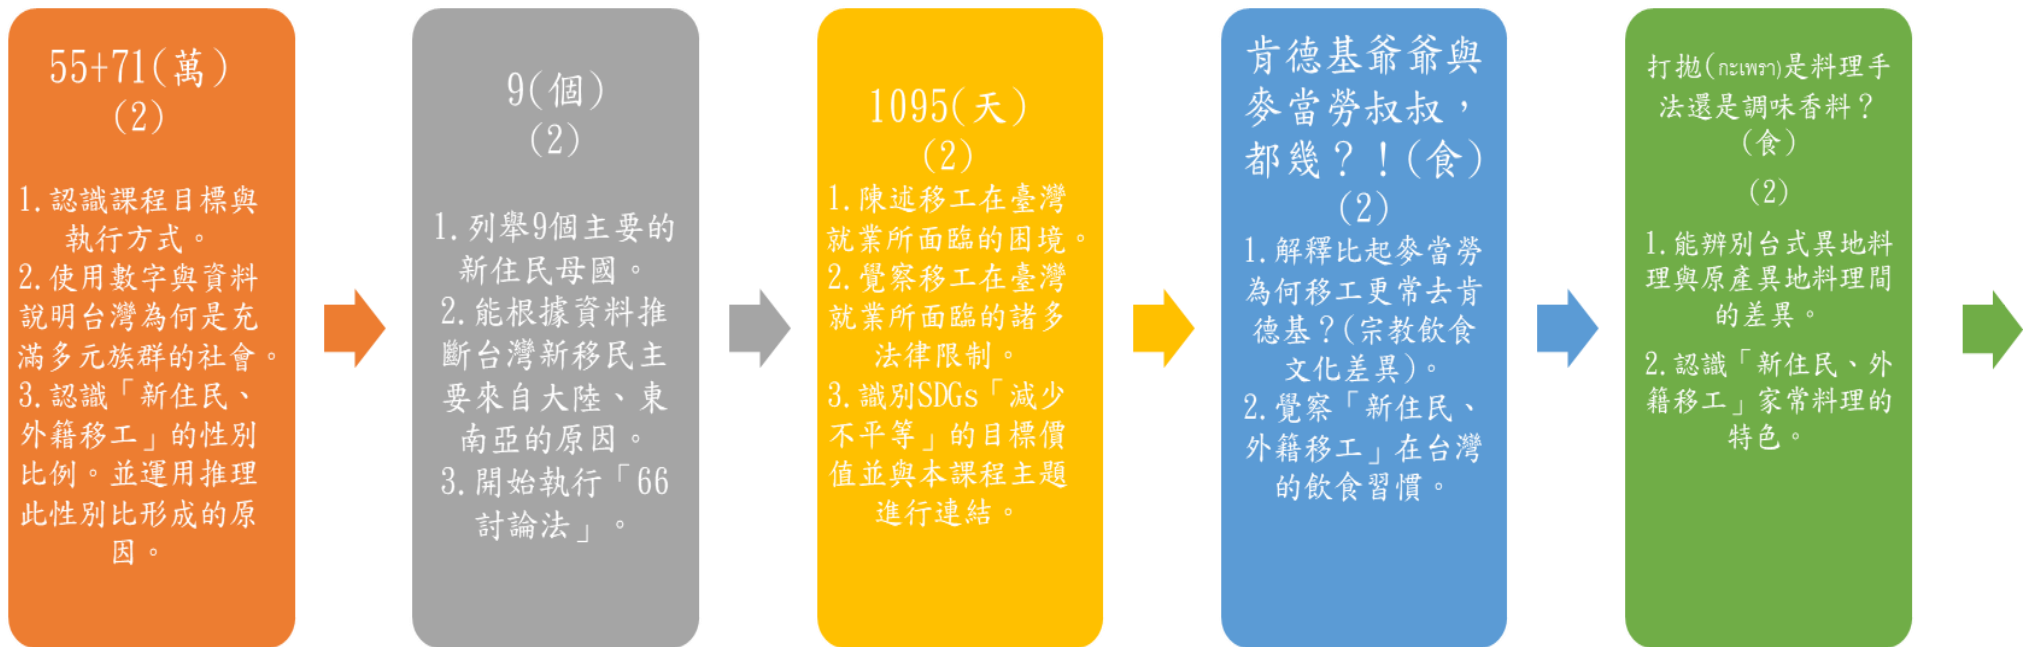 55+71(萬)
(2)
1.認識課程目標與
執行方式。
2.使用數字與資料
說明台灣為何是充
滿多元族群的社會。
3.認識「新住民、
外籍移工」的性別
比例。並運用推理
此性別比形成的原
因。
9(個)
(2)
1.列舉9個主要的
新住民母國。
2.能根據資料推
斷台灣新移民主
要來自大陸、東
南亞的原因。
3.開始執行「66
討論法」。
1095(天)
(2)
1.陳述移工在臺灣
就業所面臨的困境。
2.覺察移工在臺灣
就業所面臨的諸多
法律限制。
3.識別SDGs「減少
不平等」的目標價
值並與本課程主題
進行連結。
肯德基爺爺與
麥當勞叔叔，
都幾？！(食)
(2)
1.解釋比起麥當勞
為何移工更常去肯
德基？(宗教飲食
文化差異)。
2.覺察「新住民、
外籍移工」在台灣
的飲食習慣。
打拋(กะเพรา)是料理手
法還是調味香料？
(食)
(2)
1.能辨別台式異地料
理與原產異地料理間
的差異。
2.認識「新住民、外
籍移工」家常料理的
特色。